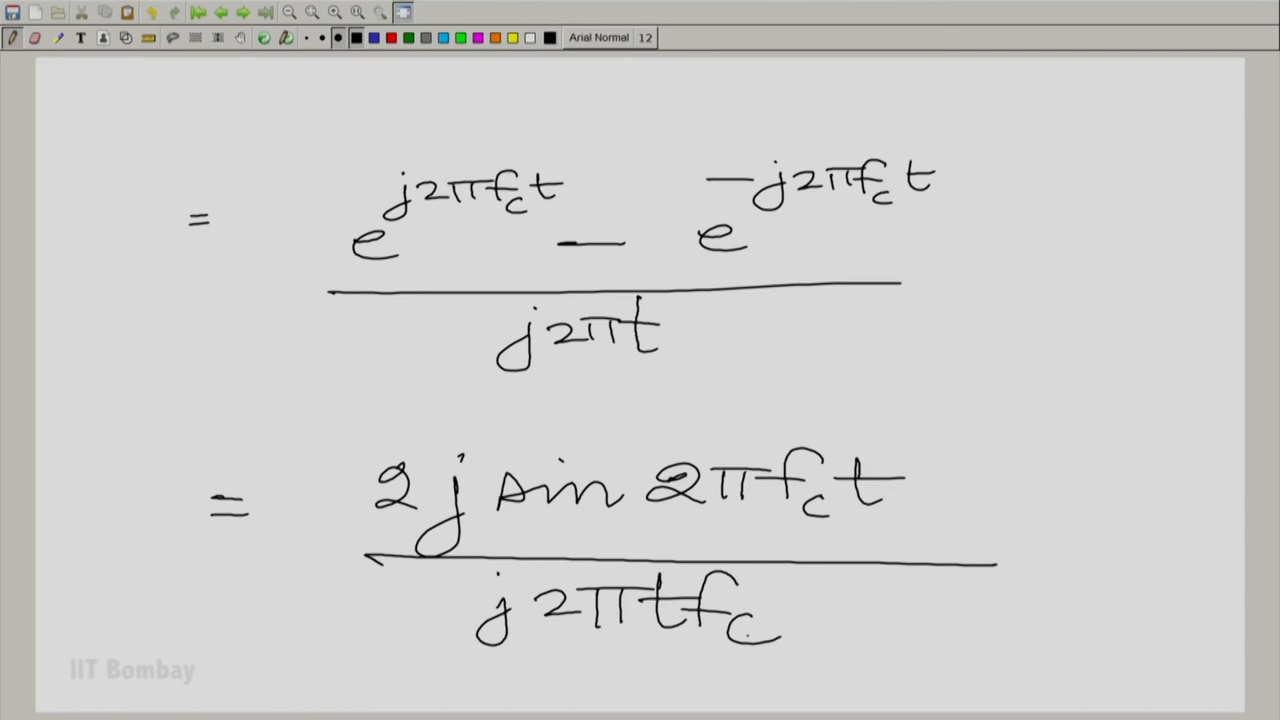 Arial Normal 12
= e^{j2πf_c t} − e^{−j2πf_c t}
j2πt
= 2j sin 2πf_c t
j2πtf_c
IIT Bombay